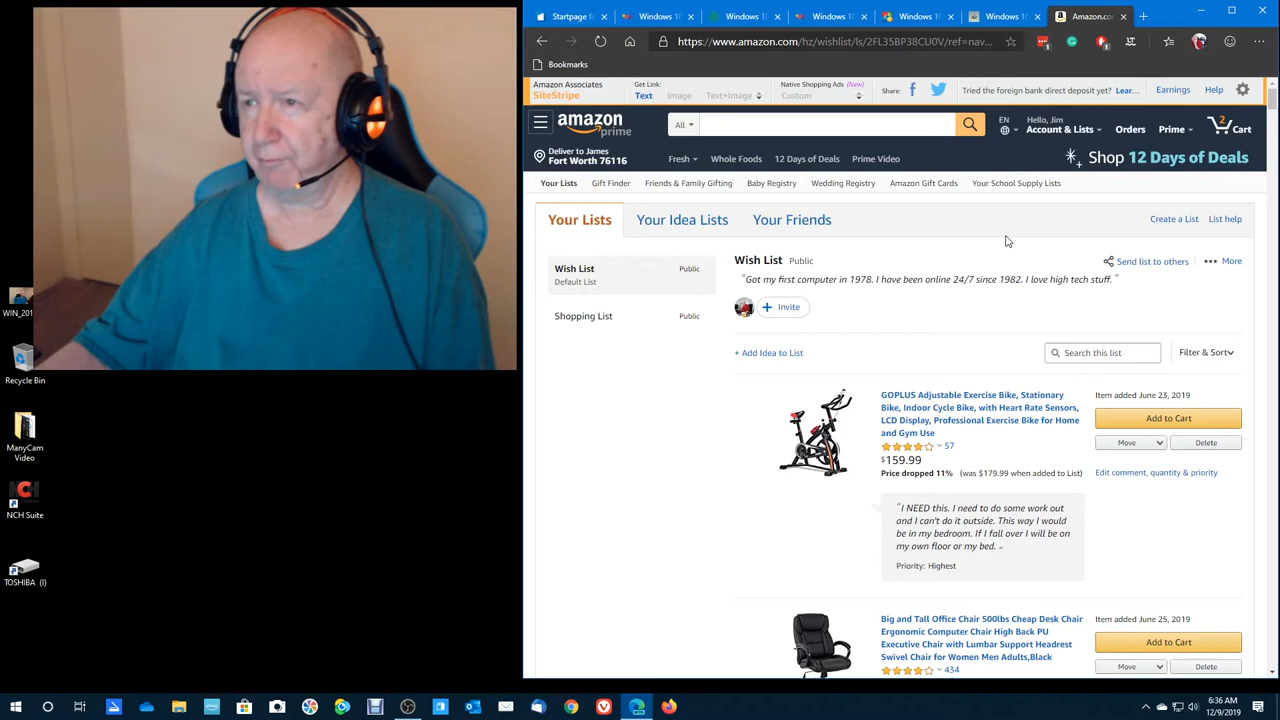 Startpage fo
Windows 10
Windows 10
Windows 10
Windows 10
Windows 10
Amazon.co
https://www.amazon.com/hz/wishlist/ls/2FL35BP38CU0V/ref=nav...
Bookmarks
Amazon Associates
SiteStripe
Get Link:
Text Image Text+Image
Native Shopping Ads (New)
Custom
Share:
Tried the foreign bank direct deposit yet? Lear...
Earnings Help
amazon
prime
All
EN
Hello, Jim
Account & Lists
Orders
Prime
2
Cart
Deliver to James
Fort Worth 76116
Fresh Whole Foods 12 Days of Deals Prime Video
Shop 12 Days of Deals
Your Lists Gift Finder Friends & Family Gifting Baby Registry Wedding Registry Amazon Gift Cards Your School Supply Lists
Your Lists Your Idea Lists Your Friends
Create a List List help
Wish List Public
Default List
Shopping List Public
Wish List Public
Send list to others
More
"Got my first computer in 1978. I have been online 24/7 since 1982. I love high tech stuff."
+ Invite
+ Add Idea to List
Search this list
Filter & Sort
GOPLUS Adjustable Exercise Bike, Stationary
Bike, Indoor Cycle Bike, with Heart Rate Sensors,
LCD Display, Professional Exercise Bike for Home
and Gym Use
57
$159.99
Price dropped 11% (was $179.99 when added to List)
Item added June 23, 2019
Add to Cart
Move Delete
Edit comment, quantity & priority
"I NEED this. I need to do some work out
and I can't do it outside. This way I would
be in my bedroom. If I fall over I will be on
my own floor or my bed. "
Priority: Highest
Big and Tall Office Chair 500lbs Cheap Desk Chair
Ergonomic Computer Chair High Back PU
Executive Chair with Lumbar Support Headrest
Swivel Chair for Women Men Adults,Black
434
Item added June 25, 2019
Add to Cart
Move Delete
WIN_201
Recycle Bin
ManyCam
Video
NCH Suite
TOSHIBA (I)
6:36 AM
12/9/2019